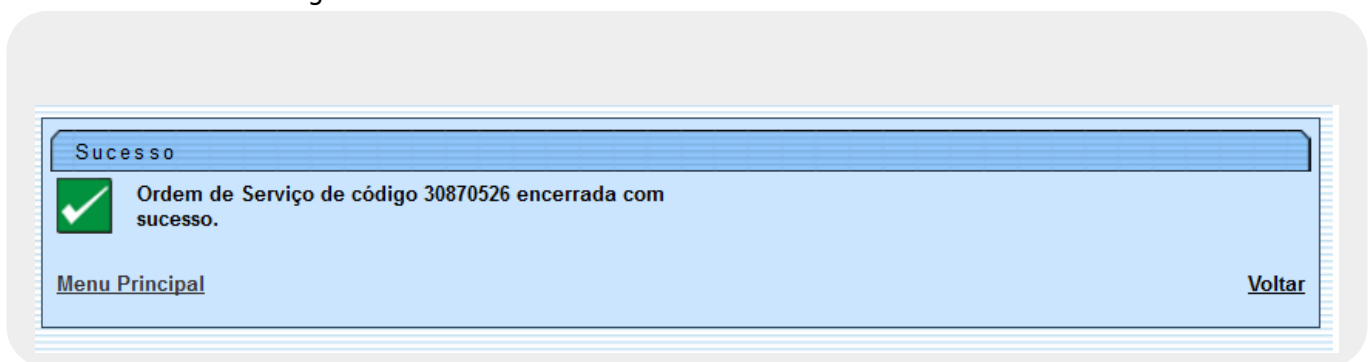 Sucesso
Ordem de Serviço de código 30870526 encerrada com
sucesso.
Menu Principal
Voltar